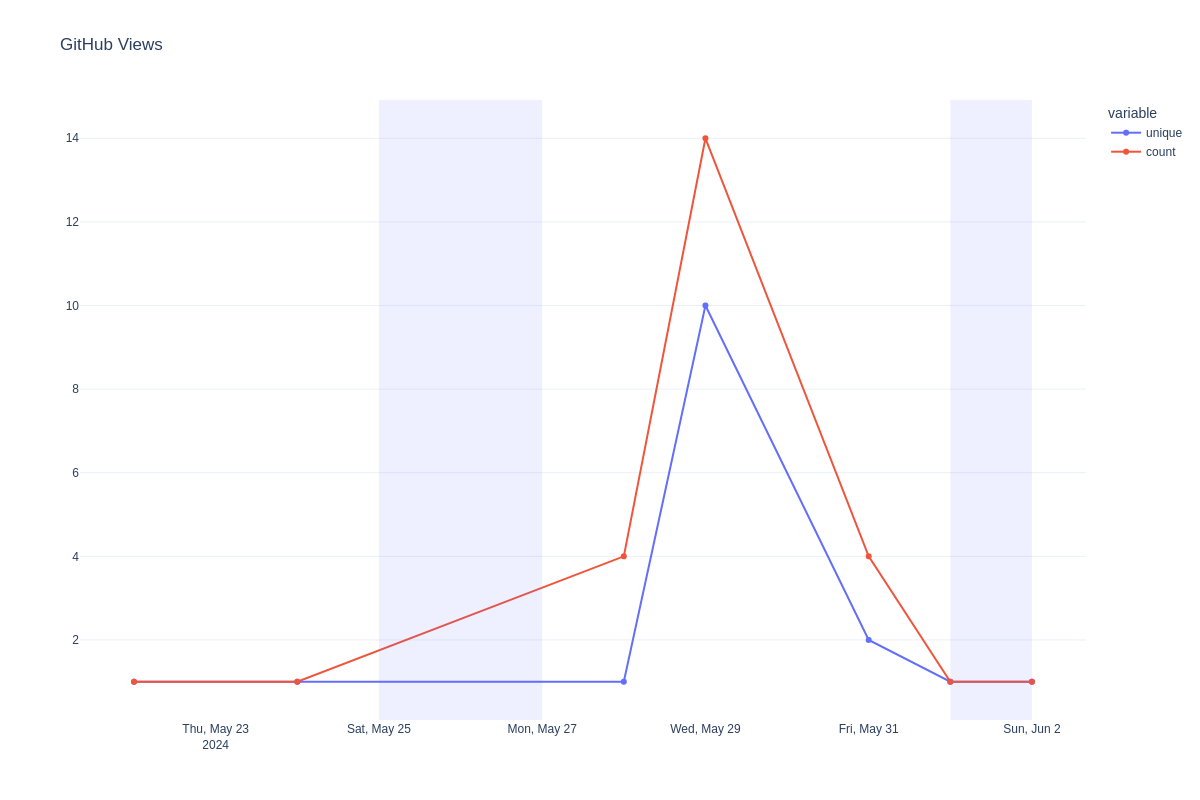 GitHub Views
variable
unique
count
14
12
10
8
6
4
2
Thu, May 23
2024
Sat, May 25
Mon, May 27
Wed, May 29
Fri, May 31
Sun, Jun 2